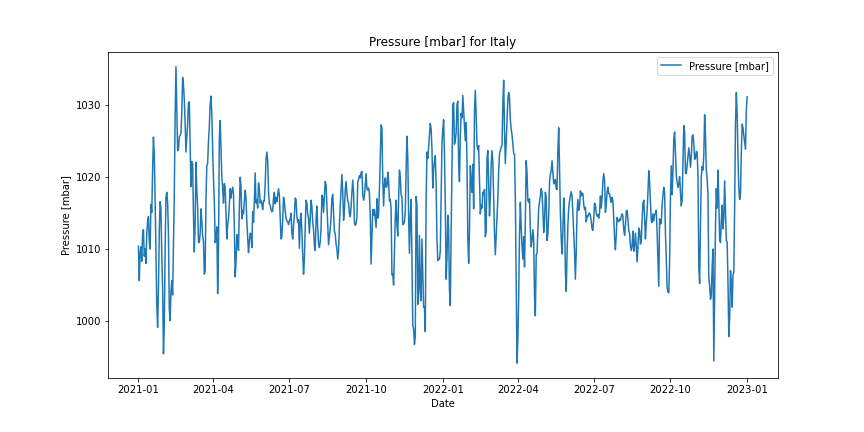 Pressure [mbar] for Italy
Pressure [mbar]
1030
1020
1010
1000
Pressure [mbar]
2021-01 2021-04 2021-07 2021-10 2022-01 2022-04 2022-07 2022-10 2023-01
Date